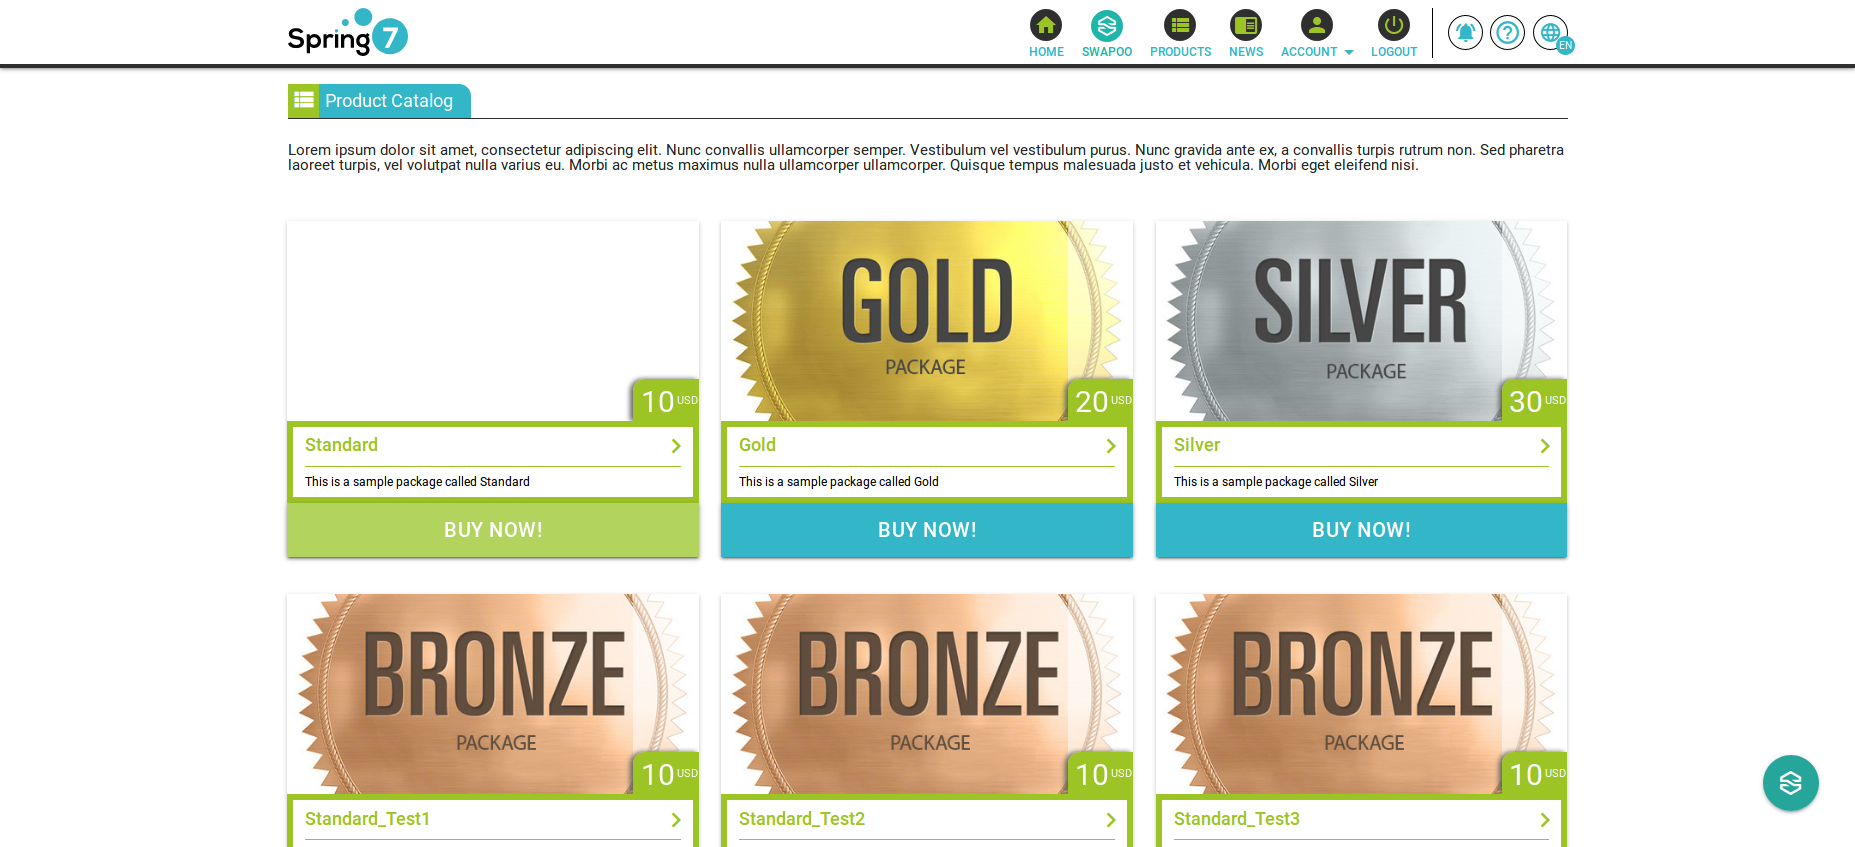 Spring7
HOME
SWAPOO
PRODUCTS
NEWS
ACCOUNT
LOGOUT
EN
Product Catalog
Lorem ipsum dolor sit amet, consectetur adipiscing elit. Nunc convallis ullamcorper semper. Vestibulum vel vestibulum purus. Nunc gravida ante ex, a convallis turpis rutrum non. Sed pharetra
laoreet turpis, vel volutpat nulla varius eu. Morbi ac metus maximus nulla ullamcorper ullamcorper. Quisque tempus malesuada justo et vehicula. Morbi eget eleifend nisi.
10 USD
Standard
This is a sample package called Standard
BUY NOW!
GOLD
PACKAGE
20 USD
Gold
This is a sample package called Gold
BUY NOW!
SILVER
PACKAGE
30 USD
Silver
This is a sample package called Silver
BUY NOW!
BRONZE
PACKAGE
10 USD
Standard_Test1
BRONZE
PACKAGE
10 USD
Standard_Test2
BRONZE
PACKAGE
10 USD
Standard_Test3